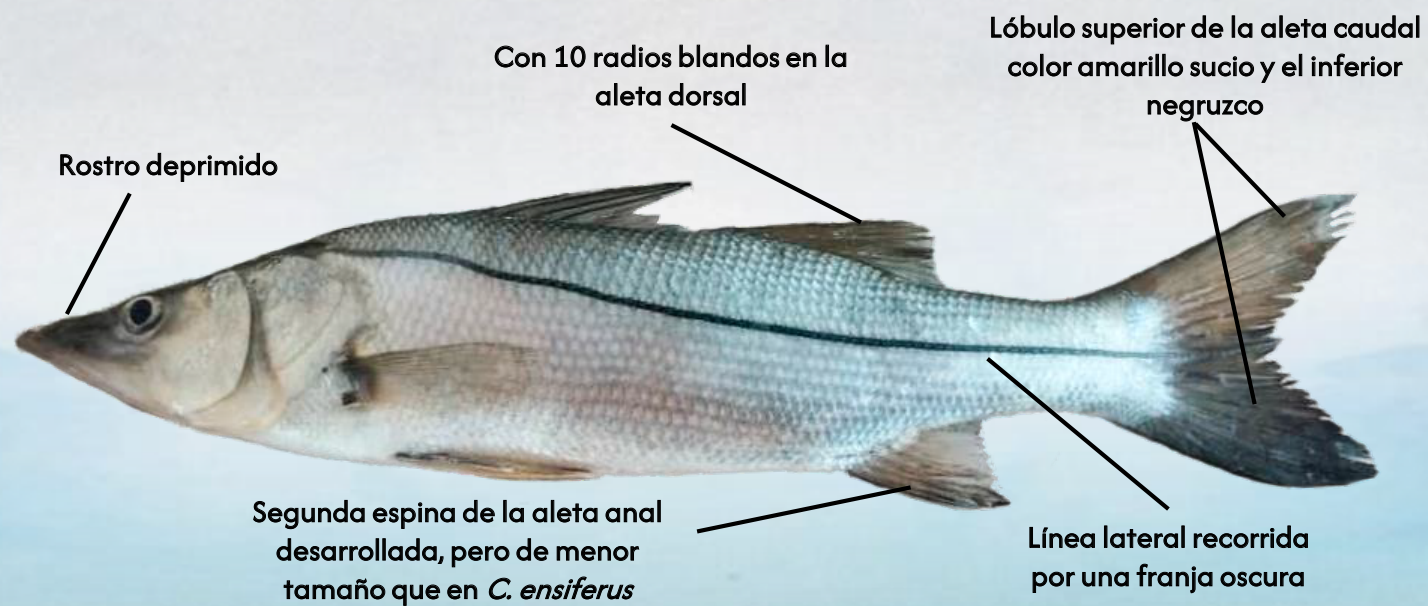 Lóbulo superior de la aleta caudal
color amarillo sucio y el inferior
negruzco
Con 10 radios blandos en la
aleta dorsal
Rostro deprimido
Segunda espina de la aleta anal
desarrollada, pero de menor
tamaño que en C. ensiferus
Línea lateral recorrida
por una franja oscura